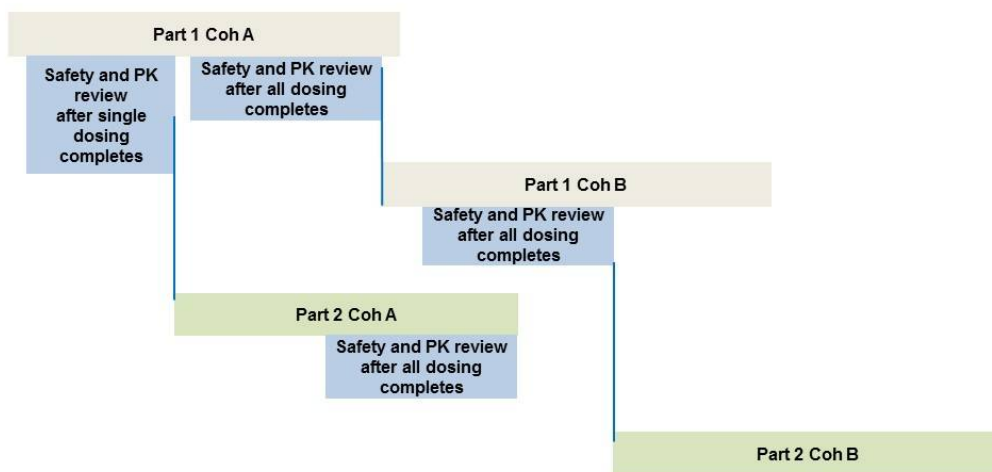 Part 1 Coh A
Safety and PK
review
after single
dosing
completes
Safety and PK review
after all dosing
completes
Part 1 Coh B
Safety and PK review
after all dosing
completes
Part 2 Coh A
Safety and PK review
after all dosing
completes
Part 2 Coh B